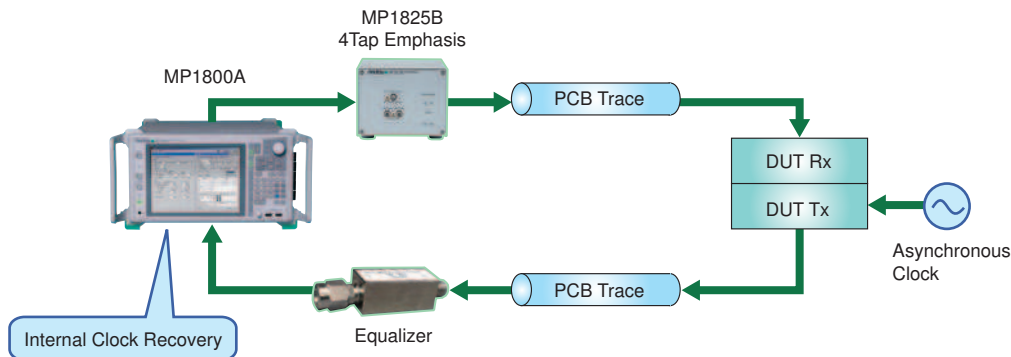 MP1825B
4Tap Emphasis
MP1800A
PCB Trace
DUT Rx
DUT Tx
Asynchronous
Clock
PCB Trace
Equalizer
Internal Clock Recovery